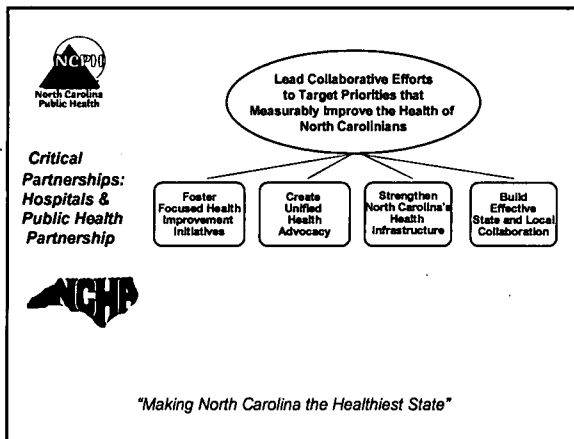 NCPH
North Carolina
Public Health
Lead Collaborative Efforts
to Target Priorities that
Measurably Improve the Health of
North Carolinians
Critical
Partnerships:
Hospitals &
Public Health
Partnership
Foster
Focused Health
Improvement
Initiatives
Create
Unified
Health
Advocacy
Strengthen
North Carolina's
Health
Infrastructure
Build
Effective
State and Local
Collaboration
NCHA
"Making North Carolina the Healthiest State"